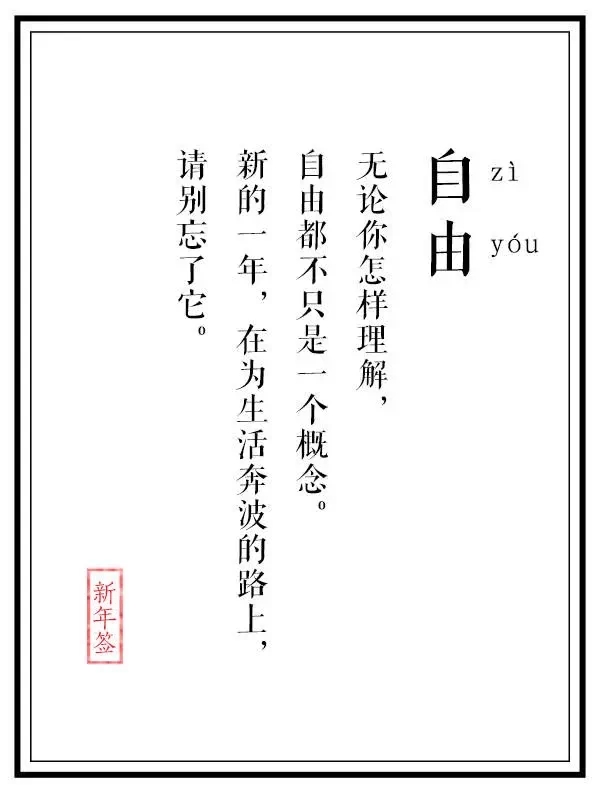 zì
yóu
自由
无论你怎样理解，
自由都不只是一个概念。
新的一年，在为生活奔波的路上，
请别忘了它。
新年签